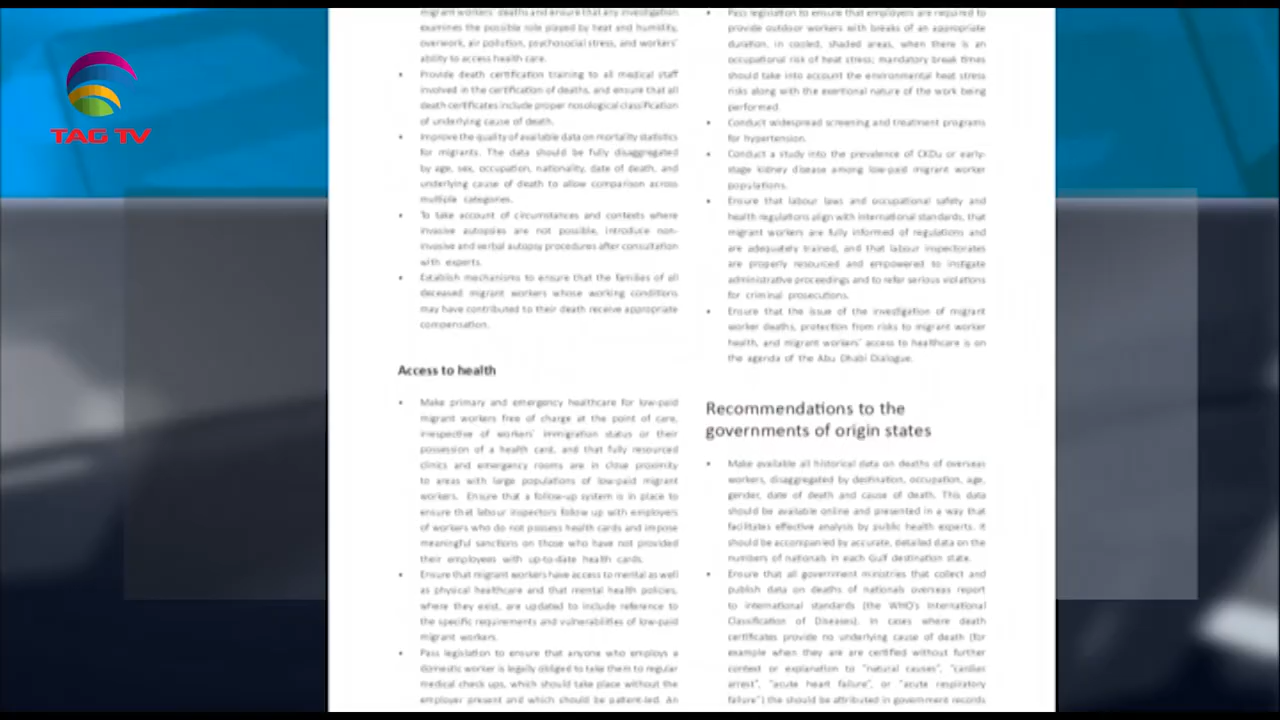 TAG TV
migrant workers' deaths and ensure that any investigation
examines the possible role played by heat and humidity,
overwork, air pollution, psychosocial stress, and workers'
ability to access health care.
• Provide death certification training to all medical staff
involved in the certification of deaths, and ensure that all
death certificates include proper nosological classification
of underlying cause of death.
• Improve the quality of available data on mortality statistics
for migrants. The data should be fully disaggregated
by age, sex, occupation, nationality, date of death, and
underlying cause of death to allow comparison across
multiple categories.
• To take account of circumstances and contexts where
invasive autopsies are not possible, introduce non-
invasive and verbal autopsy procedures after consultation
with experts.
• Establish mechanisms to ensure that the families of all
deceased migrant workers whose working conditions
may have contributed to their death receive appropriate
compensation.
Access to health
• Make primary and emergency healthcare for low-paid
migrant workers free of charge at the point of care,
irrespective of workers' immigration status or their
possession of a health card, and that fully resourced
clinics and emergency rooms are in close proximity
to areas with large populations of low-paid migrant
workers. Ensure that a follow-up system is in place to
ensure that labour inspectors follow up with employers
of workers who do not possess health cards and impose
meaningful sanctions on those who have not provided
their employees with up-to-date health cards.
• Ensure that migrant workers have access to mental as well
as physical healthcare and that mental health policies,
where they exist, are updated to include reference to
the specific requirements and vulnerabilities of low-paid
migrant workers.
• Pass legislation to ensure that anyone who employs a
domestic worker is legally obliged to take them to regular
medical check ups, which should take place without the
employer present and which should be patient-led. An
• Pass legislation to ensure that employers are required to
provide outdoor workers with breaks of an appropriate
duration, in cooled, shaded areas, when there is an
occupational risk of heat stress; mandatory break times
should take into account the environmental heat stress
risks along with the exertional nature of the work being
performed.
• Conduct widespread screening and treatment programs
for hypertension.
• Conduct a study into the prevalence of CKDu or early-
stage kidney disease among low-paid migrant worker
populations.
• Ensure that labour laws and occupational safety and
health regulations align with international standards, that
migrant workers are fully informed of regulations and
are adequately trained, and that labour inspectorates
are properly resourced and empowered to instigate
administrative proceedings and to refer serious violations
for criminal prosecutions.
• Ensure that the issue of the investigation of migrant
worker deaths, protection from risks to migrant worker
health, and migrant workers' access to healthcare is on
the agenda of the Abu Dhabi Dialogue.
Recommendations to the
governments of origin states
• Make available all historical data on deaths of overseas
workers, disaggregated by destination, occupation, age,
gender, date of death and cause of death. This data
should be available online and presented in a way that
facilitates effective analysis by public health experts. It
should be accompanied by accurate, detailed data on the
numbers of nationals in each Gulf destination state.
• Ensure that all government ministries that collect and
publish data on deaths of nationals overseas report
to international standards (the WHO's International
Classification of Diseases). In cases where death
certificates provide no underlying cause of death (for
example when they are are certified without further
context or explanation to "natural causes", "cardiac
arrest", "acute heart failure", or "acute respiratory
failure") the should be attributed in government records